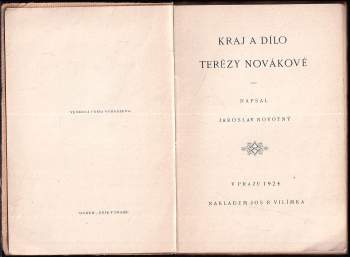 KRAJ A DÍLO
TERÉZY NOVÁKOVÉ
NAPSAL
JAROSLAV NOVOTNÝ
V PRAZE 1924
NÁKLADEM JOS. R. VILÍMKA